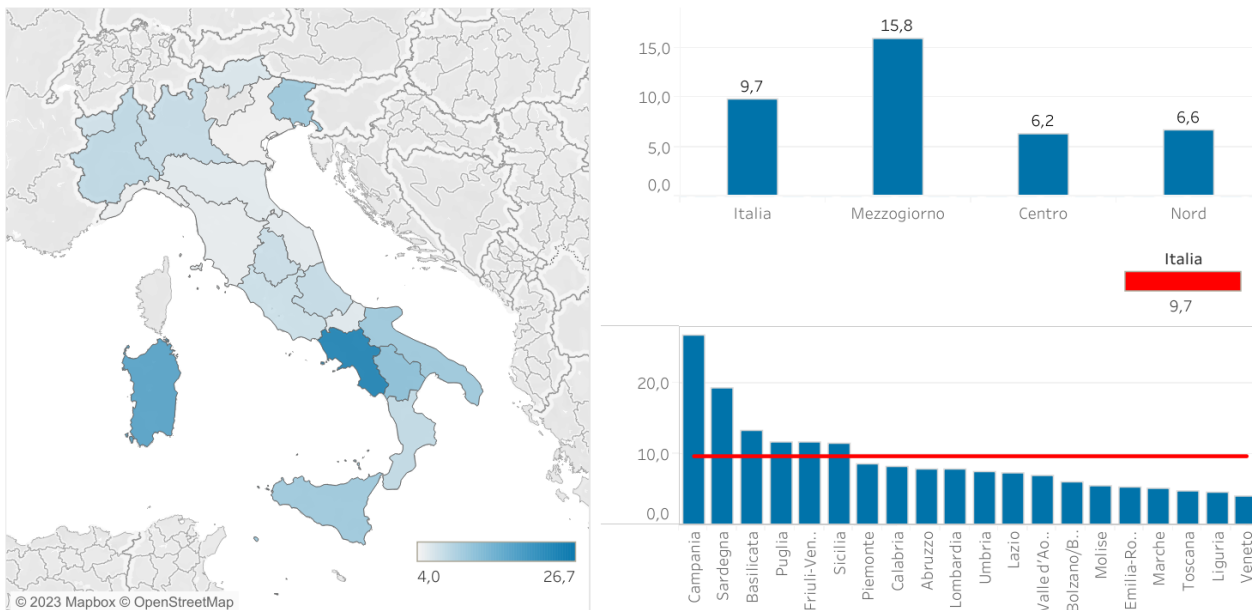 © 2023 Mapbox © OpenStreetMap
4,0
26,7
15,0
10,0
5,0
0,0
9,7
15,8
6,2
6,6
Italia
Mezzogiorno
Centro
Nord
Italia
9,7
20,0
10,0
0,0
Campania
Sardegna
Basilicata
Puglia
Friuli-Ven..
Sicilia
Piemonte
Calabria
Abruzzo
Lombardia
Umbria
Lazio
Valle d'Ao..
Bolzano/B..
Molise
Emilia-Ro..
Marche
Toscana
Liguria
Veneto